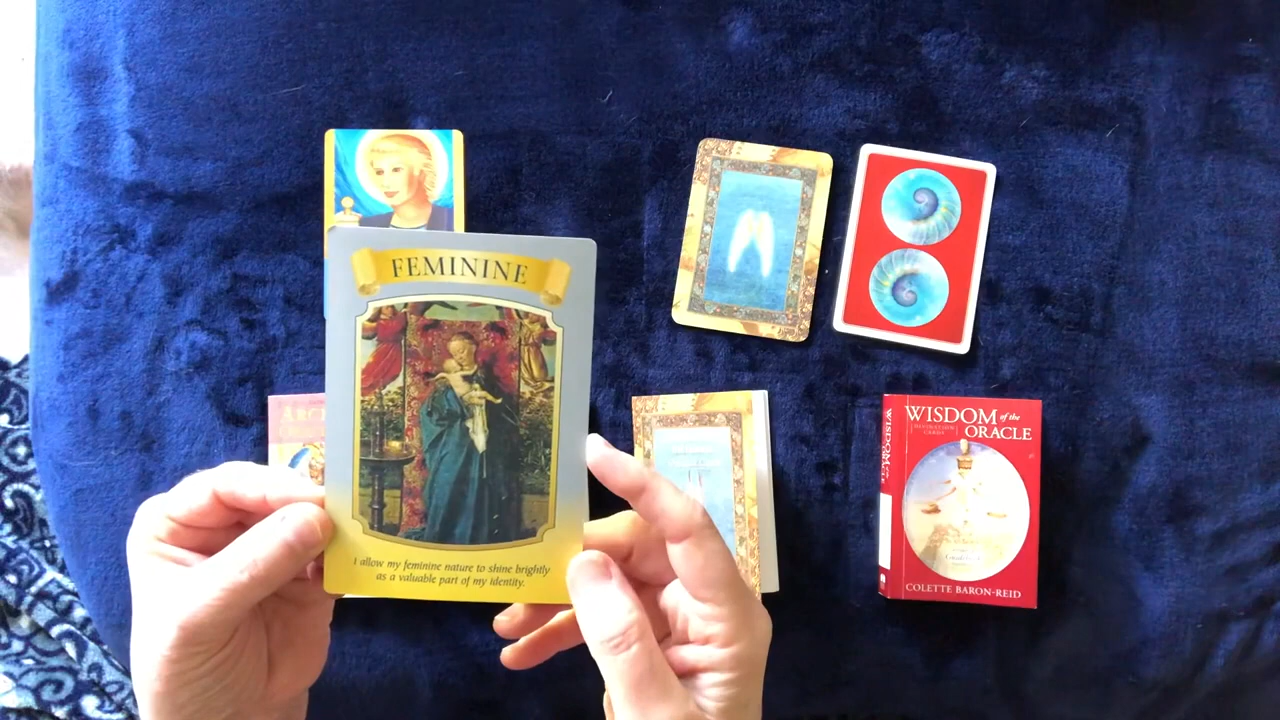 FEMININE
I allow my feminine nature to shine brightly
as a valuable part of my identity.
WISDOM of the
DIVINATION
CARDS
ORACLE
COLETTE BARON-REID